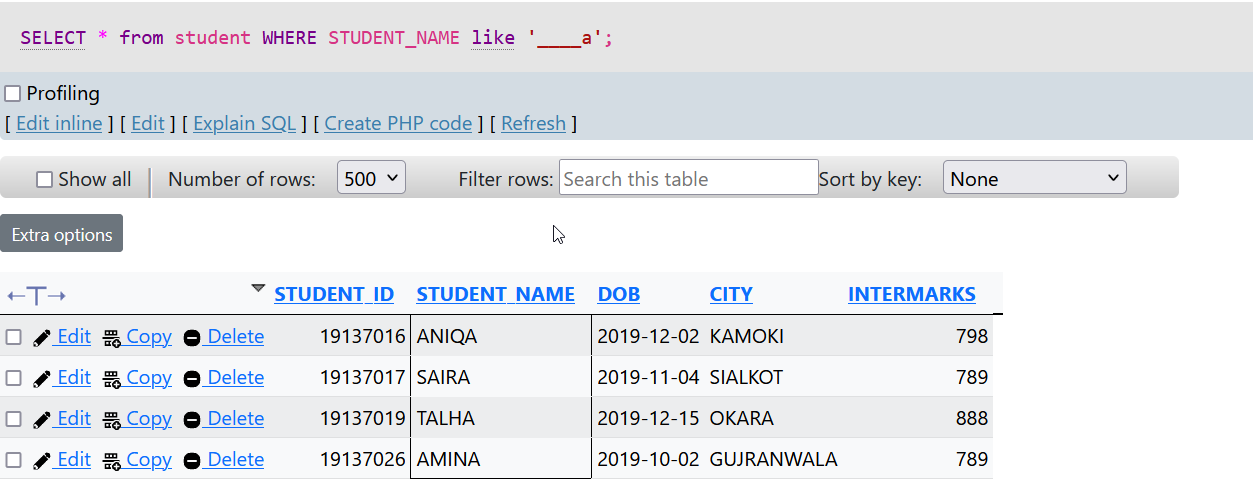 SELECT * from student WHERE STUDENT_NAME like '____a';
Profiling
[ Edit inline ] [ Edit ] [ Explain SQL ] [ Create PHP code ] [ Refresh ]
Show all Number of rows: 500 Filter rows: Search this table Sort by key: None
Extra options
←T→ STUDENT_ID STUDENT_NAME DOB CITY INTERMARKS
Edit Copy Delete 19137016 ANIQA 2019-12-02 KAMOKI 798
Edit Copy Delete 19137017 SAIRA 2019-11-04 SIALKOT 789
Edit Copy Delete 19137019 TALHA 2019-12-15 OKARA 888
Edit Copy Delete 19137026 AMINA 2019-10-02 GUJRANWALA 789